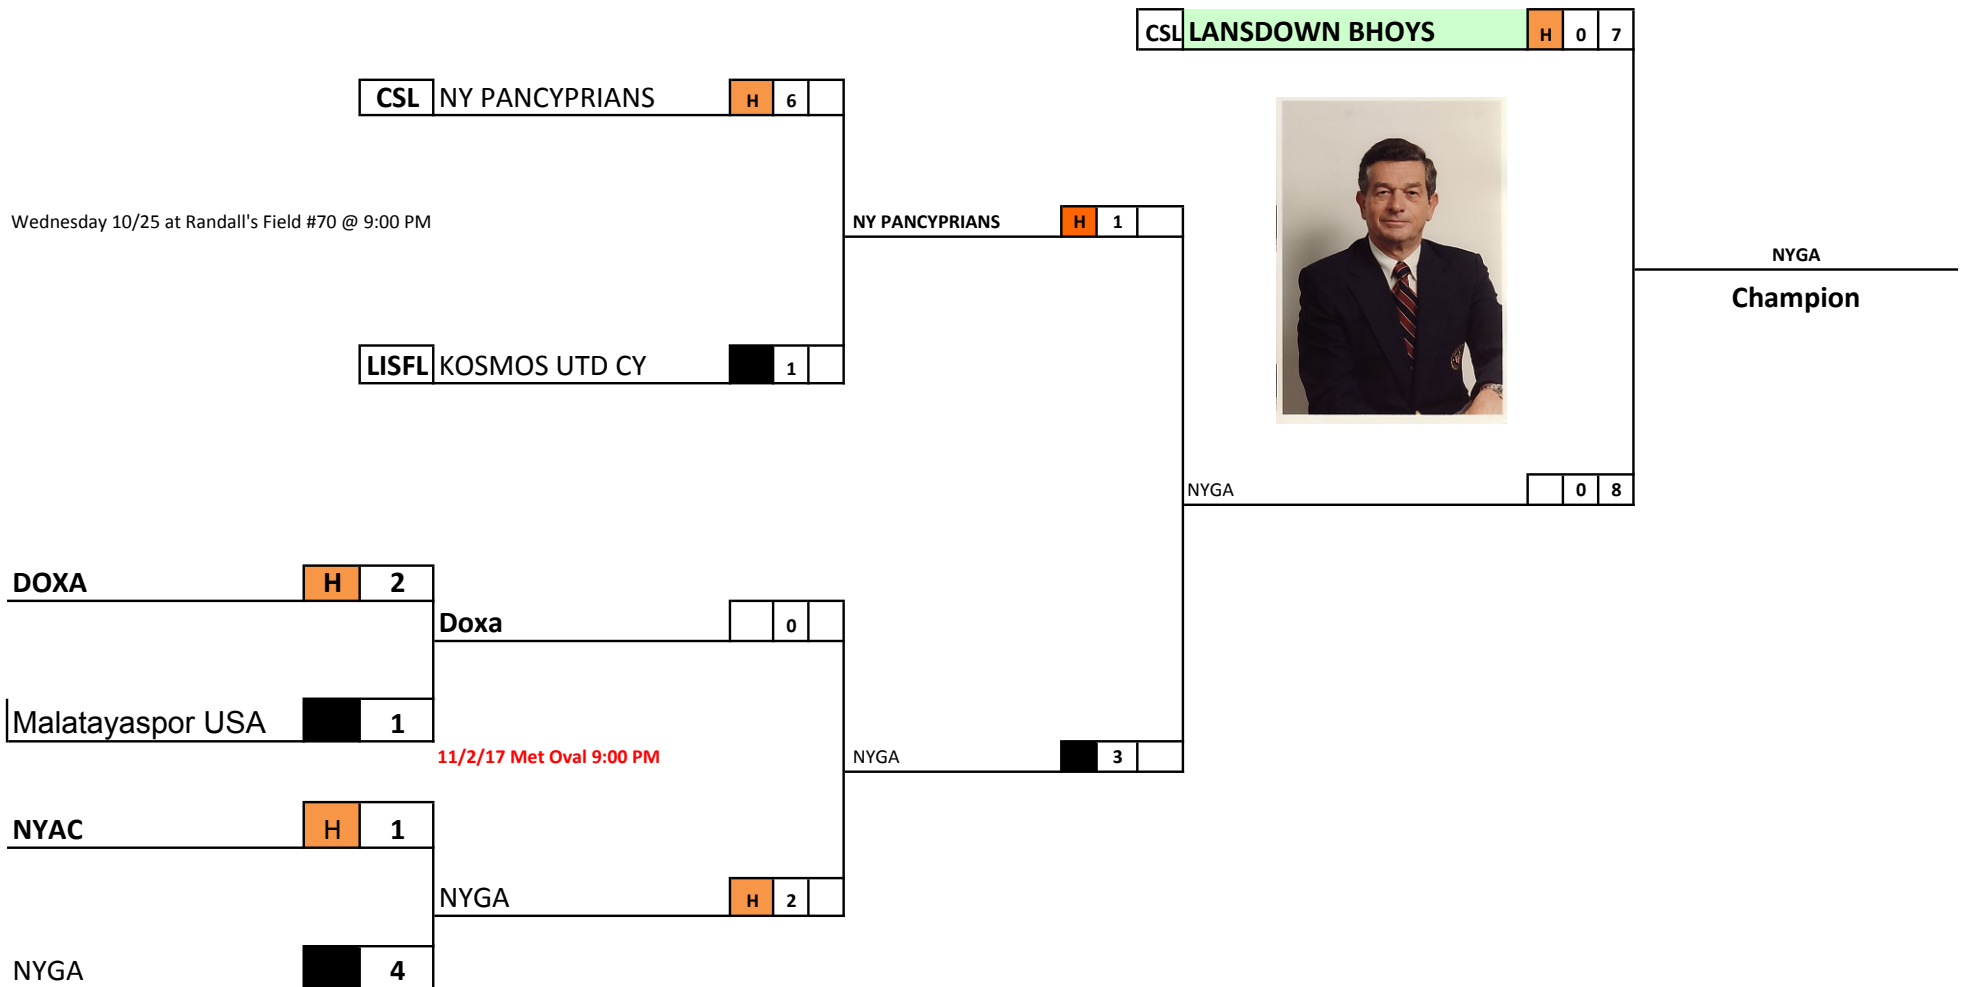 CSL LANSDOWN BHOYS H 0 7
CSL NY PANCYPRIANS H 6
Wednesday 10/25 at Randall's Field #70 @ 9:00 PM
NY PANCYPRIANS H 1
NYGA
Champion
LISFL KOSMOS UTD CY 1
NYGA 0 8
DOXA H 2
Doxa 0
Malatayaspor USA 1
11/2/17 Met Oval 9:00 PM
NYGA 3
NYAC H 1
NYGA H 2
NYGA 4